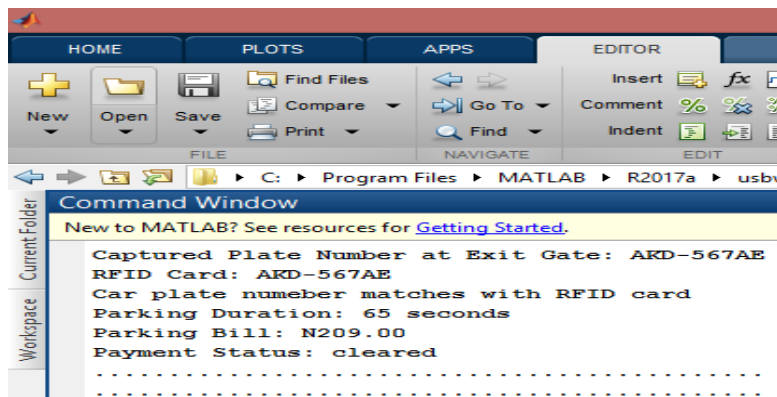 HOME PLOTS APPS EDITOR
Find Files Insert fx
New Open Save Compare Go To Comment
Print Find Indent
FILE NAVIGATE EDIT
C: Program Files MATLAB R2017a
Current Folder
Workspace
Command Window
New to MATLAB? See resources for Getting Started.
Captured Plate Number at Exit Gate: AKD-567AE
RFID Card: AKD-567AE
Car plate numeber matches with RFID card
Parking Duration: 65 seconds
Parking Bill: N209.00
Payment Status: cleared
...............................................
...............................................